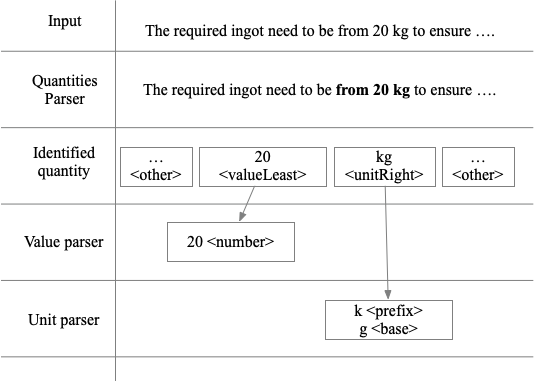 Input
The required ingot need to be from 20 kg to ensure ….
Quantities
Parser
The required ingot need to be from 20 kg to ensure ….
Identified
quantity
…
<other>
20
<valueLeast>
kg
<unitRight>
…
<other>
Value parser
20 <number>
Unit parser
k <prefix>
g <base>